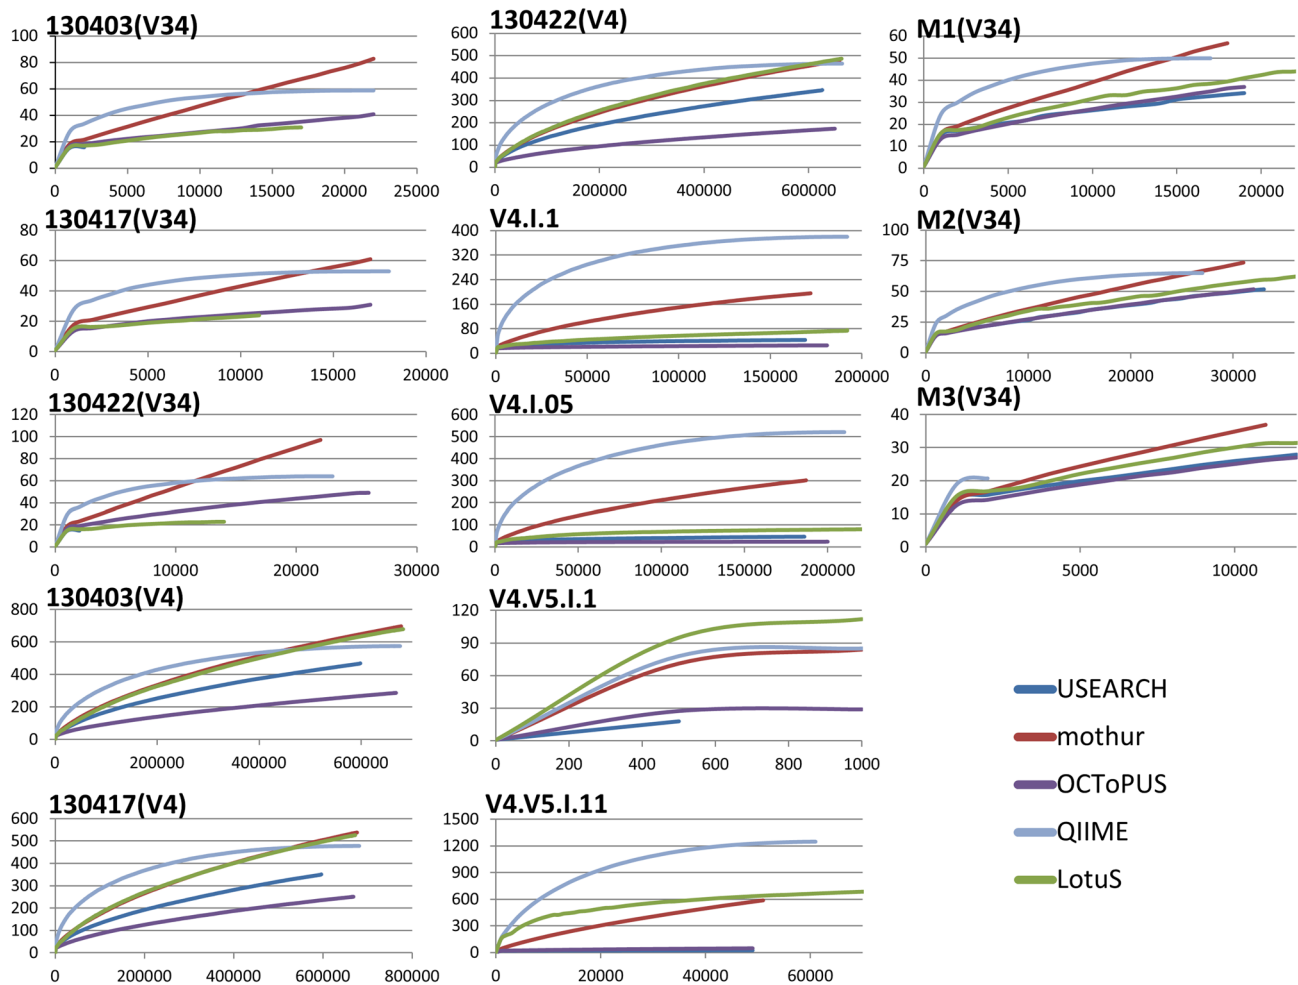 130403(V34)
100
80
60
40
20
0
0 5000 10000 15000 20000 25000
130417(V34)
80
60
40
20
0
0 5000 10000 15000 20000
130422(V34)
120
100
80
60
40
20
0
0 10000 20000 30000
130403(V4)
800
600
400
200
0
0 200000 400000 600000
130417(V4)
600
500
400
300
200
100
0
0 200000 400000 600000 800000
130422(V4)
600
500
400
300
200
100
0
0 200000 400000 600000
V4.I.1
400
320
240
160
80
0
0 50000 100000 150000 200000
V4.I.05
600
500
400
300
200
100
0
0 50000 100000 150000 200000
V4.V5.I.1
120
90
60
30
0
0 200 400 600 800 1000
V4.V5.I.11
1500
1200
900
600
300
0
0 20000 40000 60000
M1(V34)
60
50
40
30
20
10
0
0 5000 10000 15000 20000
M2(V34)
100
75
50
25
0
0 10000 20000 30000
M3(V34)
40
30
20
10
0
0 5000 10000
USEARCH
mothur
OCToPUS
QIIME
LotuS